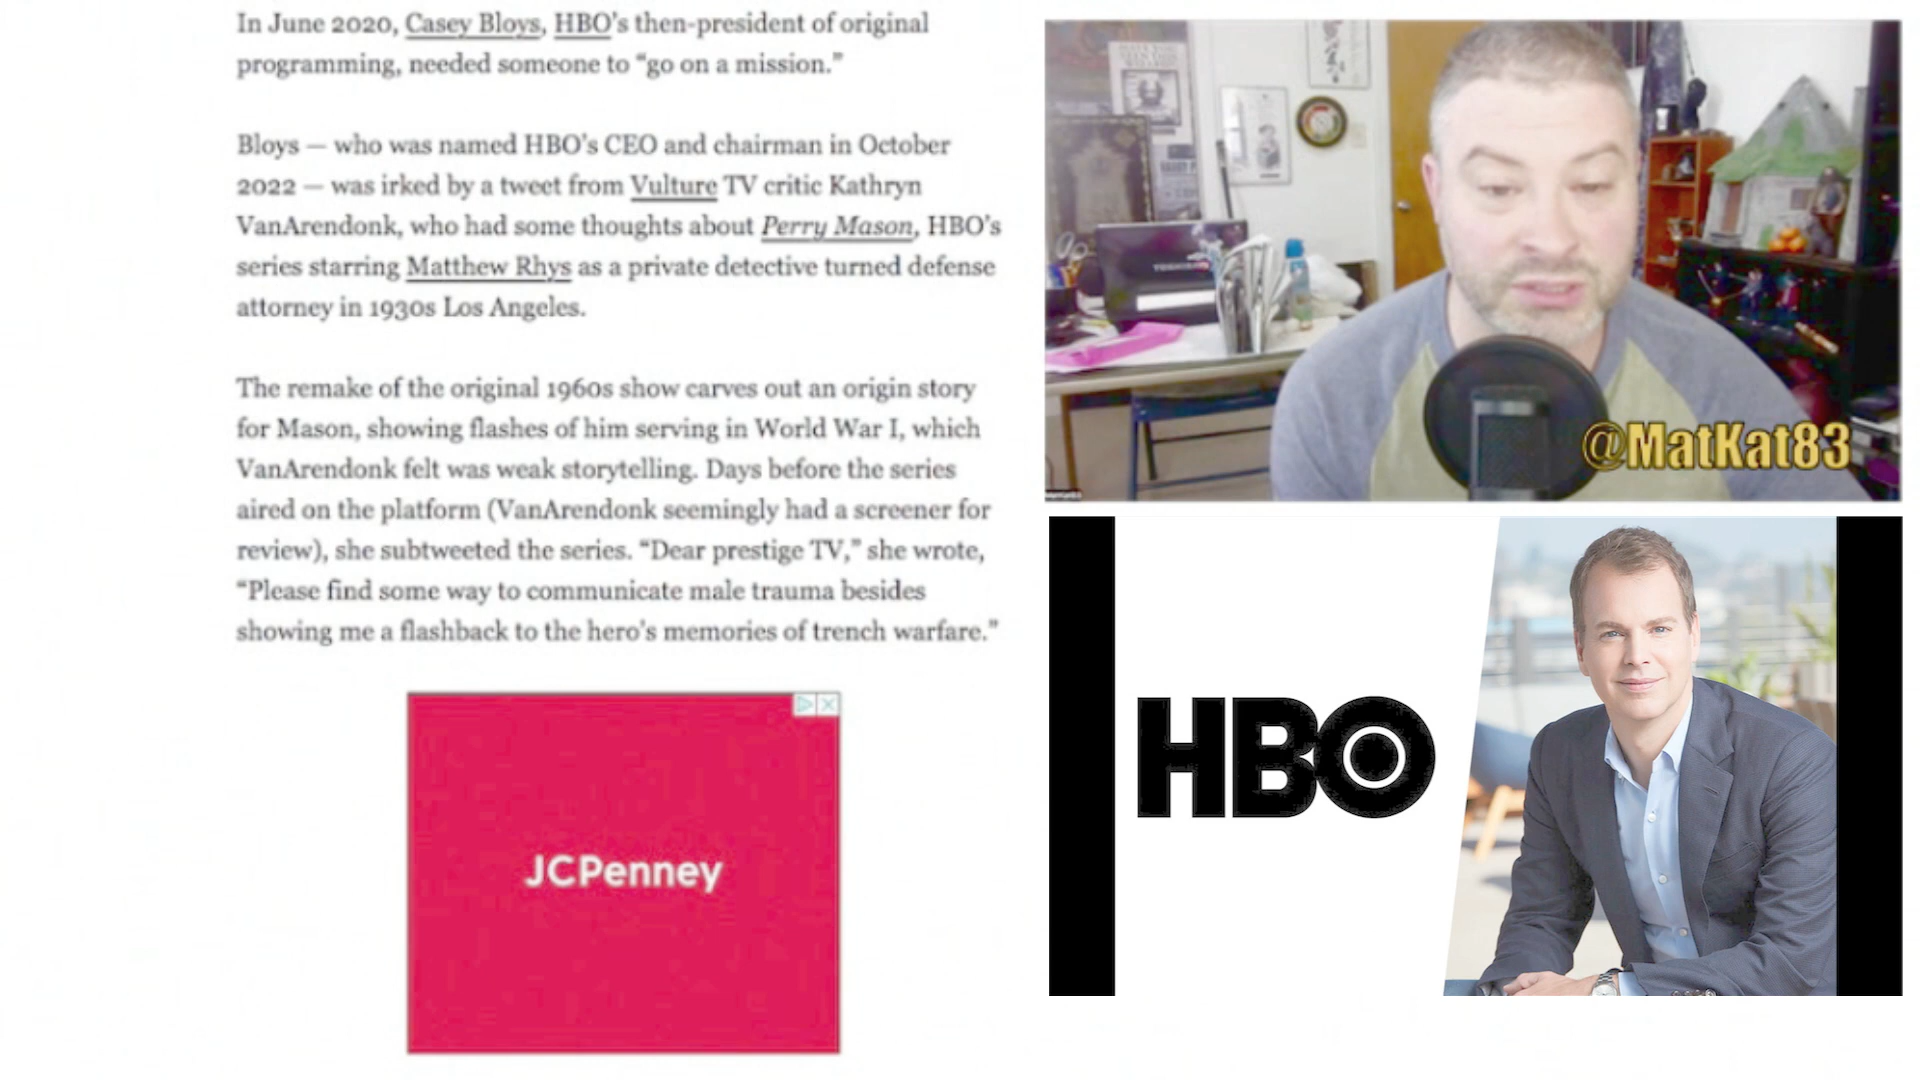 In June 2020, Casey Bloys, HBO's then-president of original
programming, needed someone to “go on a mission.”
Bloys — who was named HBO's CEO and chairman in October
2022 — was irked by a tweet from Vulture TV critic Kathryn
VanArendonk, who had some thoughts about Perry Mason, HBO's
series starring Matthew Rhys as a private detective turned defense
attorney in 1930s Los Angeles.
The remake of the original 1960s show carves out an origin story
for Mason, showing flashes of him serving in World War I, which
VanArendonk felt was weak storytelling. Days before the series
aired on the platform (VanArendonk seemingly had a screener for
review), she subtweeted the series. “Dear prestige TV,” she wrote,
“Please find some way to communicate male trauma besides
showing me a flashback to the hero's memories of trench warfare.”
JCPenney
TOSHIBA
@MatKat83
HBO